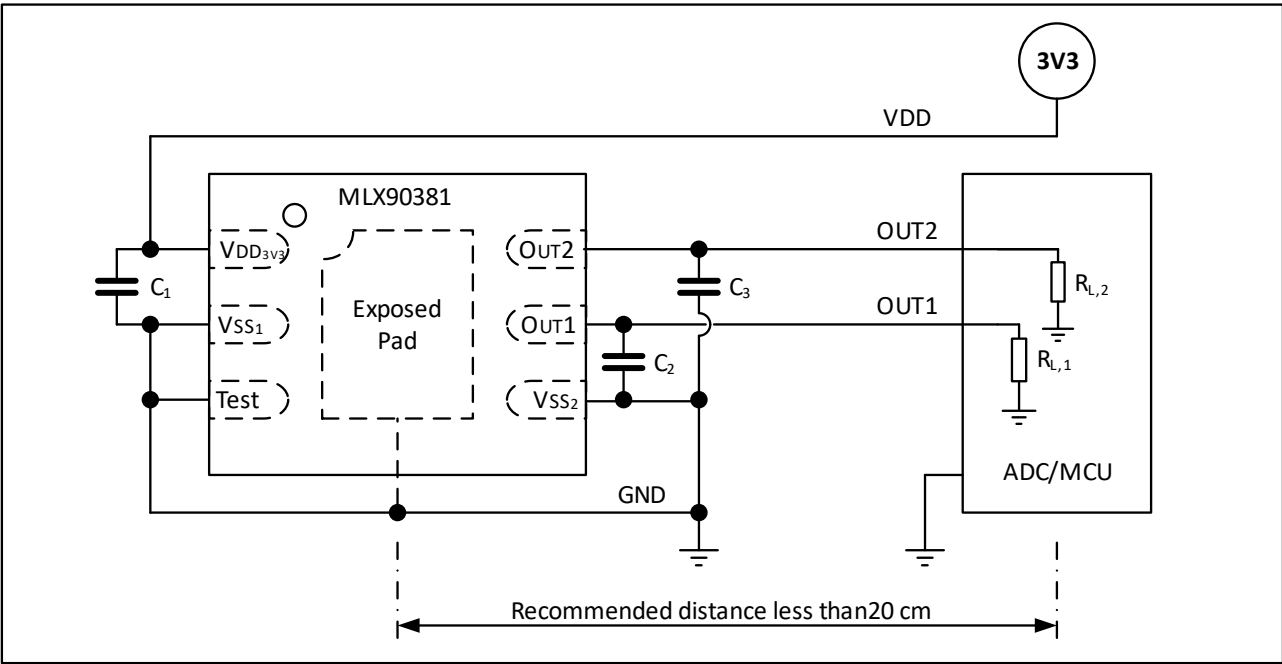 3V3
VDD
MLX90381
VDD3V3
OUT2
OUT2
C1
C3
RL,2
Exposed
Pad
VSS1
OUT1
OUT1
C2
RL,1
Test
VSS2
ADC/MCU
GND
Recommended distance less than20 cm